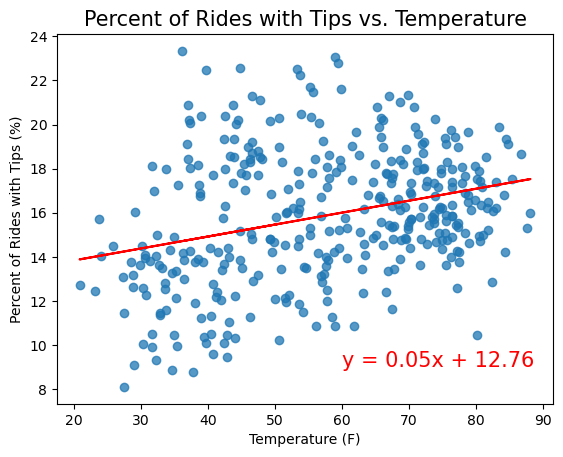 Percent of Rides with Tips vs. Temperature
24
22
20
18
16
14
12
10
8
Percent of Rides with Tips (%)
y = 0.05x + 12.76
20 30 40 50 60 70 80 90
Temperature (F)